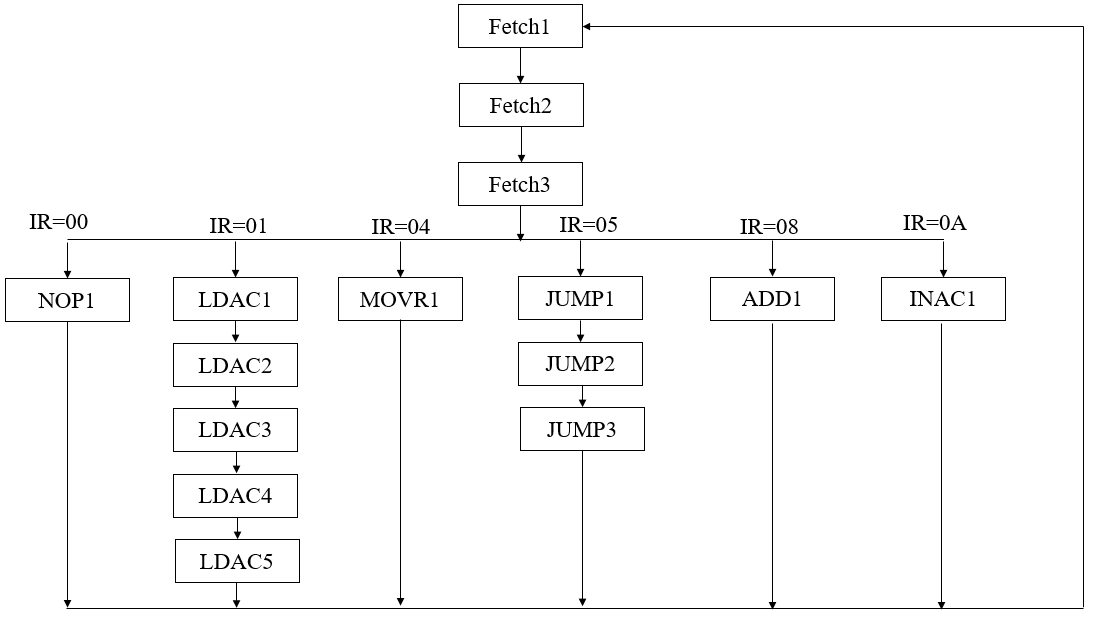 Fetch1
Fetch2
Fetch3
IR=00 IR=01 IR=04 IR=05 IR=08 IR=0A
NOP1 LDAC1 MOVR1 JUMP1 ADD1 INAC1
LDAC2 JUMP2
LDAC3 JUMP3
LDAC4
LDAC5